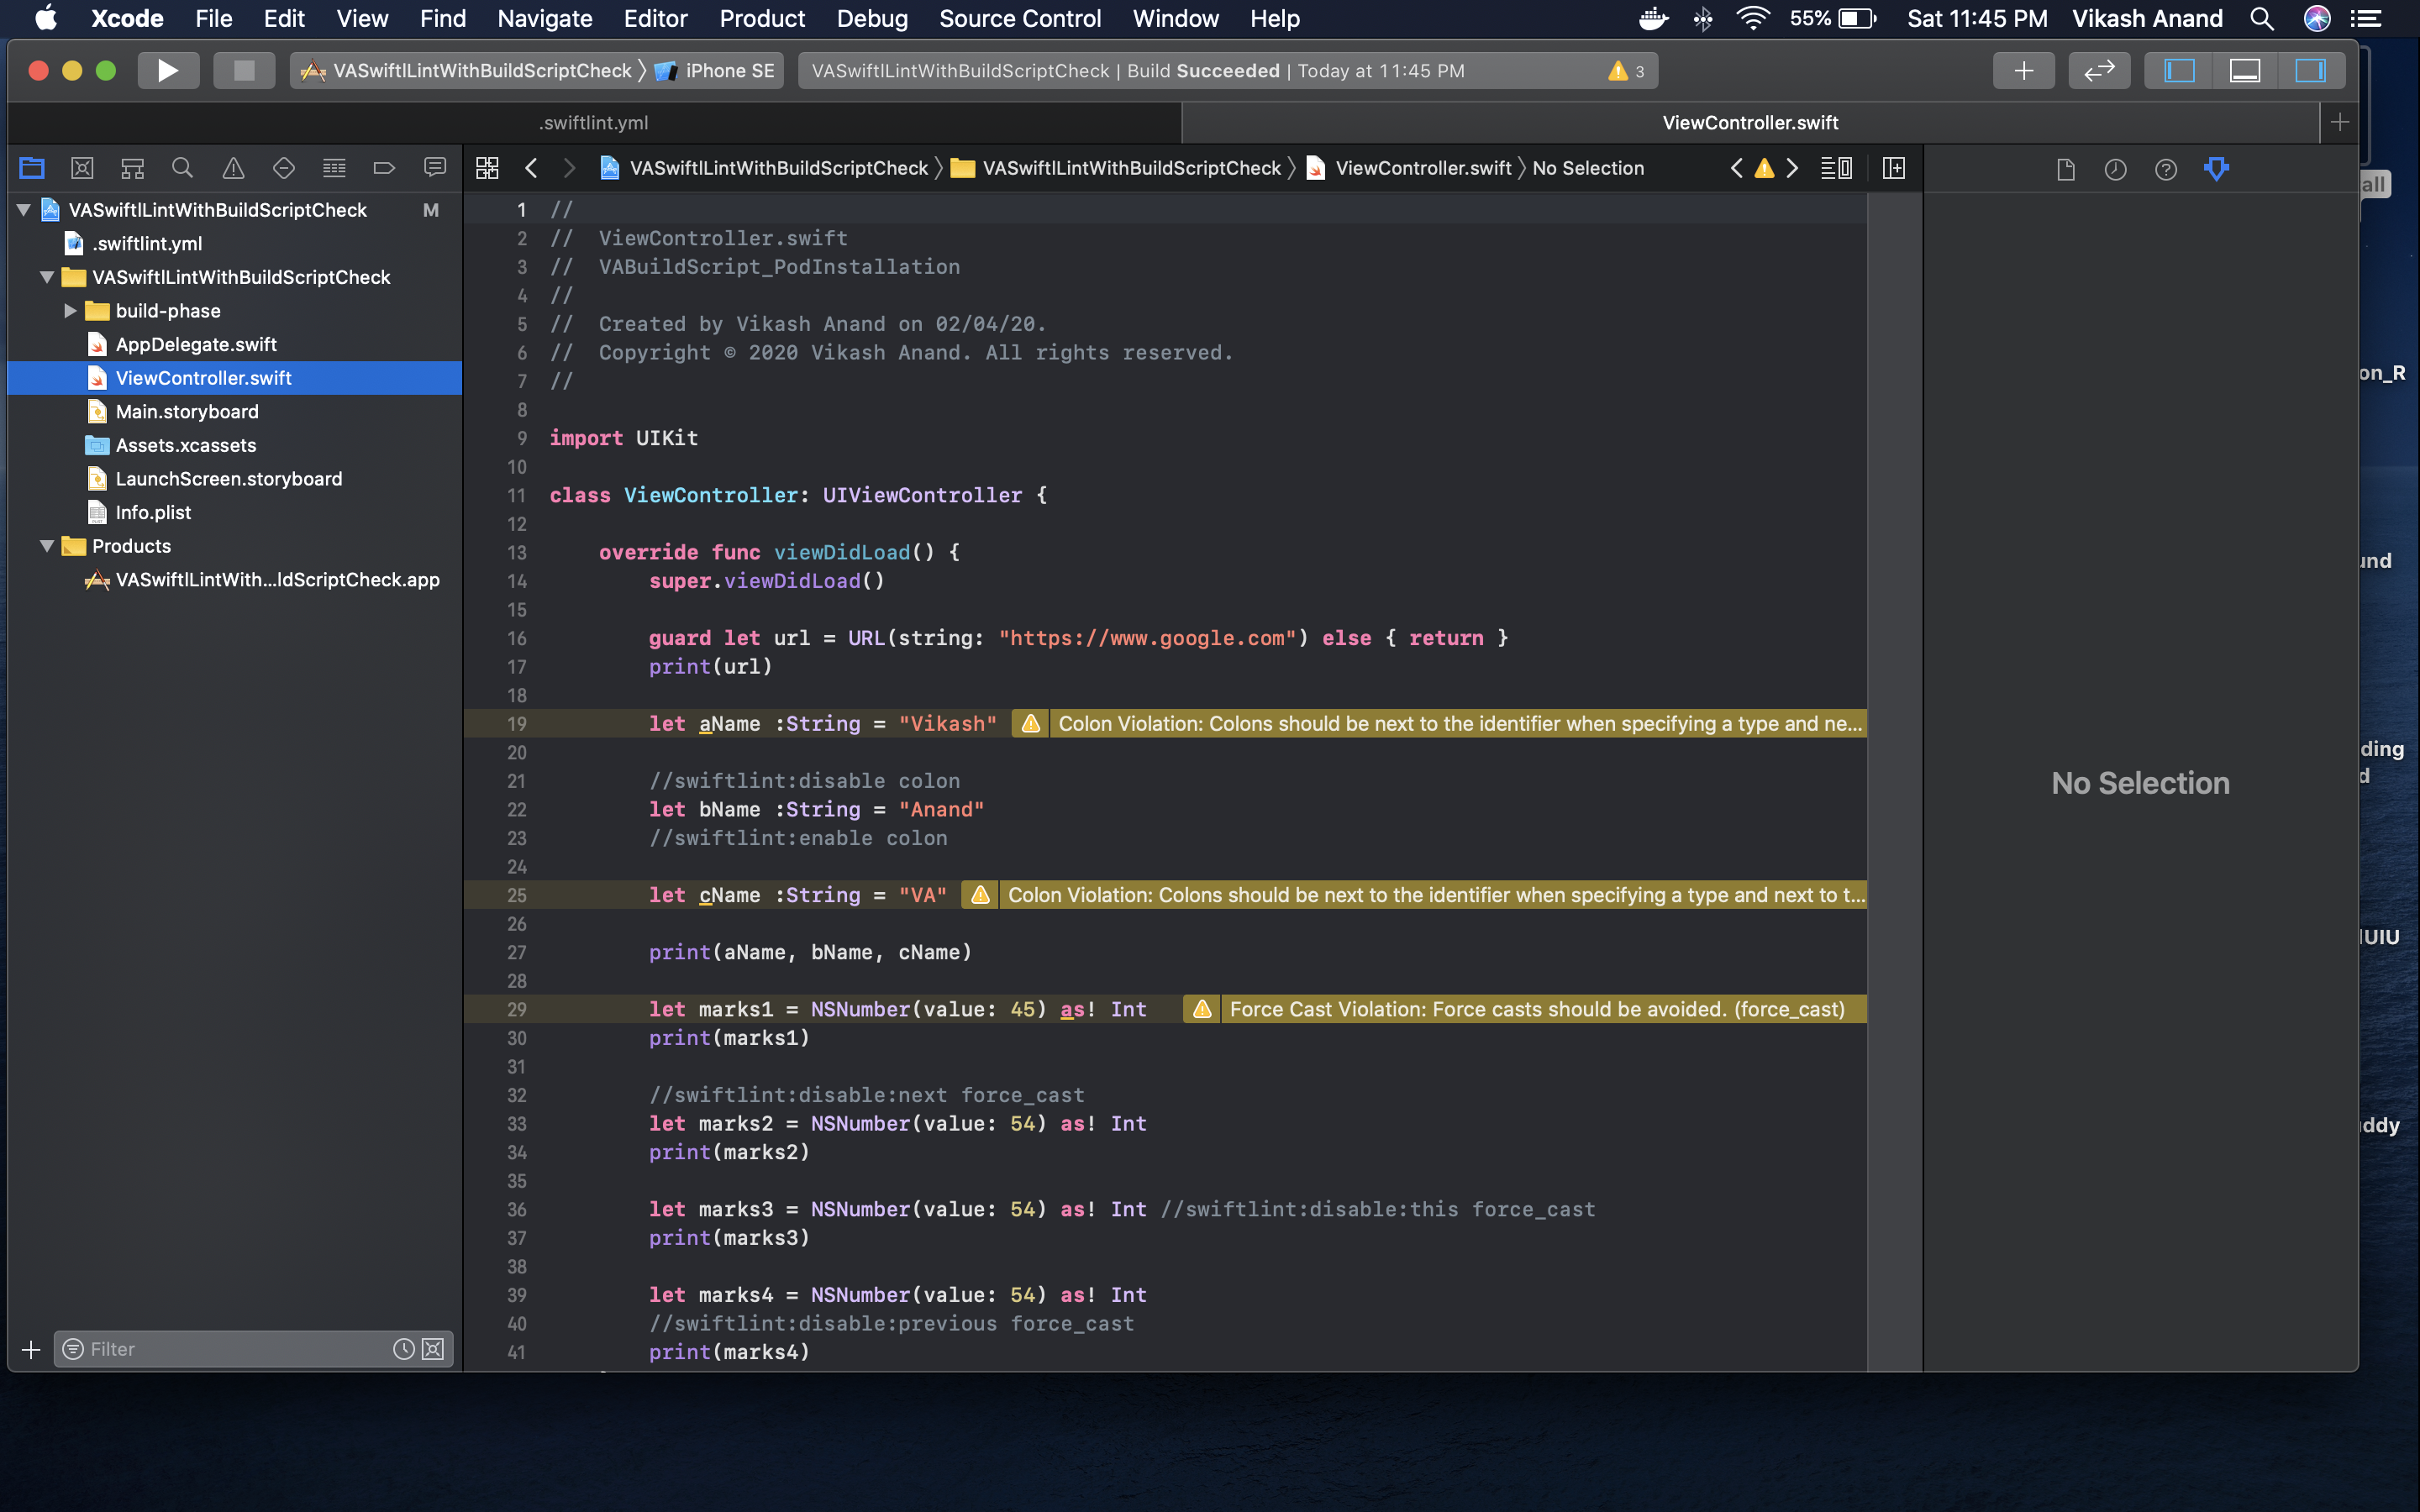 Xcode File Edit View Find Navigate Editor Product Debug Source Control Window Help 55% Sat 11:45 PM Vikash Anand
VASwiftlLintWithBuildScriptCheck iPhone SE VASwiftlLintWithBuildScriptCheck | Build Succeeded | Today at 11:45 PM 3
.swiftlint.yml ViewController.swift
VASwiftlLintWithBuildScriptCheck VASwiftlLintWithBuildScriptCheck ViewController.swift No Selection
VASwiftlLintWithBuildScriptCheck M
.swiftlint.yml
VASwiftlLintWithBuildScriptCheck
build-phase
AppDelegate.swift
ViewController.swift
Main.storyboard
Assets.xcassets
LaunchScreen.storyboard
Info.plist
Products
VASwiftlLintWith...ldScriptCheck.app
Filter
1 //
2 // ViewController.swift
3 // VABuildScript_PodInstallation
4 //
5 // Created by Vikash Anand on 02/04/20.
6 // Copyright © 2020 Vikash Anand. All rights reserved.
7 //
8
9 import UIKit
10
11 class ViewController: UIViewController {
12
13 override func viewDidLoad() {
14 super.viewDidLoad()
15
16 guard let url = URL(string: "https://www.google.com") else { return }
17 print(url)
18
19 let aName :String = "Vikash" Colon Violation: Colons should be next to the identifier when specifying a type and ne...
20
21 //swiftlint:disable colon
22 let bName :String = "Anand"
23 //swiftlint:enable colon
24
25 let cName :String = "VA" Colon Violation: Colons should be next to the identifier when specifying a type and next to t...
26
27 print(aName, bName, cName)
28
29 let marks1 = NSNumber(value: 45) as! Int Force Cast Violation: Force casts should be avoided. (force_cast)
30 print(marks1)
31
32 //swiftlint:disable:next force_cast
33 let marks2 = NSNumber(value: 54) as! Int
34 print(marks2)
35
36 let marks3 = NSNumber(value: 54) as! Int //swiftlint:disable:this force_cast
37 print(marks3)
38
39 let marks4 = NSNumber(value: 54) as! Int
40 //swiftlint:disable:previous force_cast
41 print(marks4)
No Selection
all
on_R